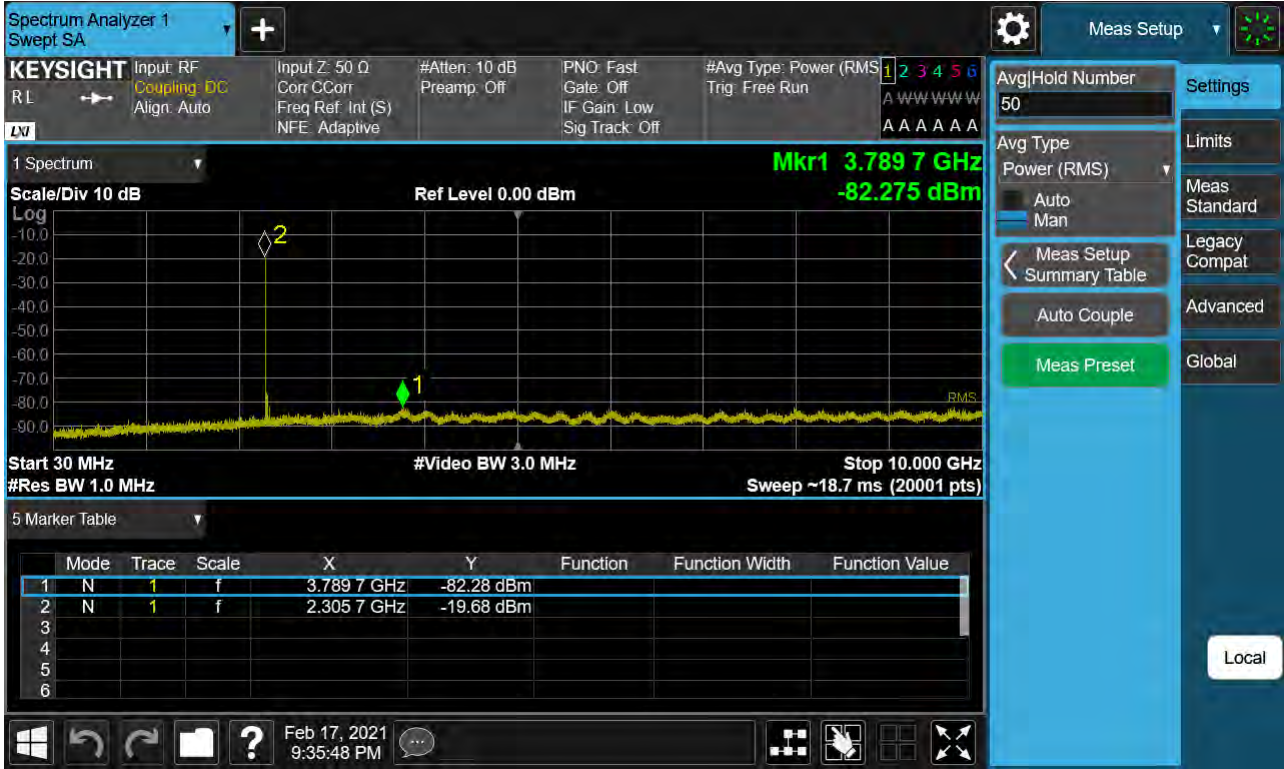 Spectrum Analyzer 1
Swept SA
+
Meas Setup
KEYSIGHT
RL
LXI
Input: RF
Coupling: DC
Align: Auto
Input Z: 50 Ω
Corr CCorr
Freq Ref: Int (S)
NFE: Adaptive
#Atten: 10 dB
Preamp: Off
PNO: Fast
Gate: Off
IF Gain: Low
Sig Track: Off
#Avg Type: Power (RMS
Trig: Free Run
1 2 3 4 5 6
A W W W W W
A A A A A A
1 Spectrum
Mkr1 3.789 7 GHz
Scale/Div 10 dB
Ref Level 0.00 dBm
-82.275 dBm
Log
-10.0
-20.0
-30.0
-40.0
-50.0
-60.0
-70.0
-80.0
-90.0
2
1
RMS
Start 30 MHz
#Video BW 3.0 MHz
Stop 10.000 GHz
#Res BW 1.0 MHz
Sweep ~18.7 ms (20001 pts)
5 Marker Table
Mode Trace Scale X Y Function Function Width Function Value
1 N 1 f 3.789 7 GHz -82.28 dBm
2 N 1 f 2.305 7 GHz -19.68 dBm
3
4
5
6
Avg|Hold Number
50
Avg Type
Power (RMS)
Auto
Man
Meas Setup
Summary Table
Auto Couple
Meas Preset
Settings
Limits
Meas
Standard
Legacy
Compat
Advanced
Global
Local
?
Feb 17, 2021
9:35:48 PM